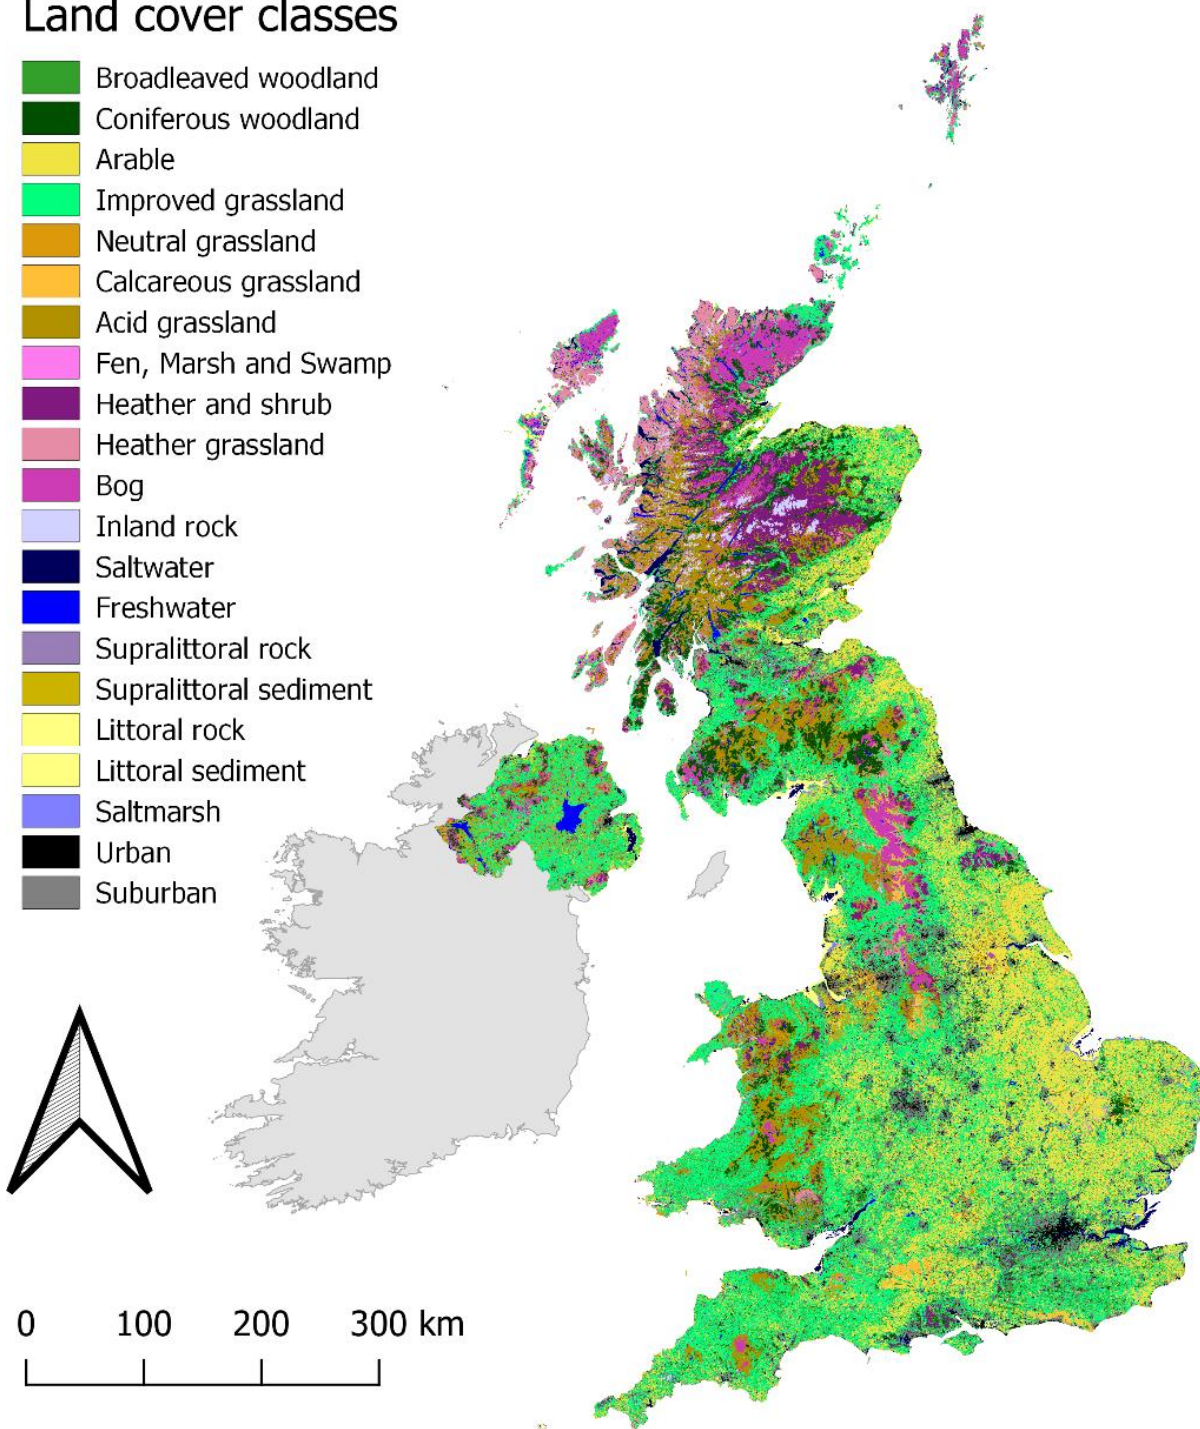 Land cover classes
Broadleaved woodland
Coniferous woodland
Arable
Improved grassland
Neutral grassland
Calcareous grassland
Acid grassland
Fen, Marsh and Swamp
Heather and shrub
Heather grassland
Bog
Inland rock
Saltwater
Freshwater
Supralittoral rock
Supralittoral sediment
Littoral rock
Littoral sediment
Saltmarsh
Urban
Suburban
0 100 200 300 km